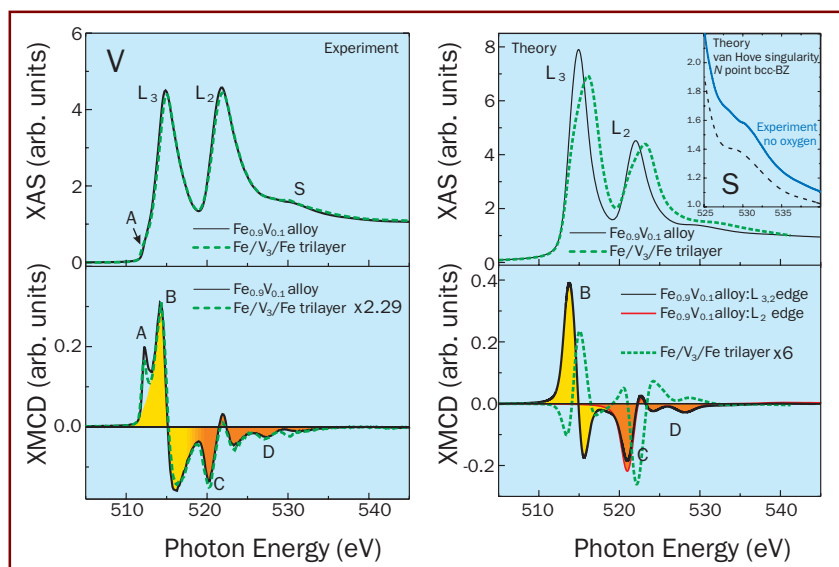 V
Experiment
L₃
L₂
S
A
Fe₀.₉V₀.₁ alloy
Fe/V₃/Fe trilayer
XAS (arb. units)
6
4
2
0
B
A
Fe₀.₉V₀.₁ alloy
Fe/V₃/Fe trilayer x2.29
D
C
XMCD (arb. units)
0.2
0.0
510
520
530
540
Photon Energy (eV)
Theory
L₃
L₂
Fe₀.₉V₀.₁ alloy
Fe/V₃/Fe trilayer
XAS (arb. units)
8
6
4
2
0
Theory
van Hove singularity
N point bcc-BZ
Experiment
no oxygen
S
2.0
1.8
1.6
1.4
1.2
1.0
525
530
535
B
Fe₀.₉V₀.₁alloy:L₃,₂edge
Fe₀.₉V₀.₁alloy:L₂ edge
Fe/V₃/Fe trilayer x6
D
C
XMCD (arb. units)
0.4
0.2
0.0
-0.2
510
520
530
540
Photon Energy (eV)